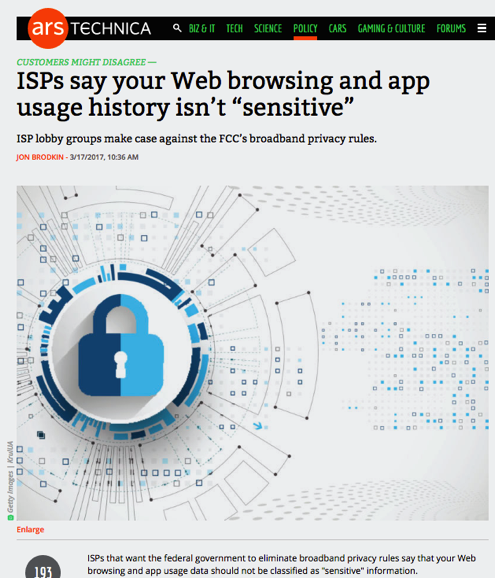 ars TECHNICA
BIZ & IT TECH SCIENCE POLICY CARS GAMING & CULTURE FORUMS
CUSTOMERS MIGHT DISAGREE —
ISPs say your Web browsing and app
usage history isn’t “sensitive”
ISP lobby groups make case against the FCC’s broadband privacy rules.
JON BRODKIN - 3/17/2017, 10:36 AM
Getty Images | KrulUA
Enlarge
193
ISPs that want the federal government to eliminate broadband privacy rules say that your Web
browsing and app usage data should not be classified as "sensitive" information.